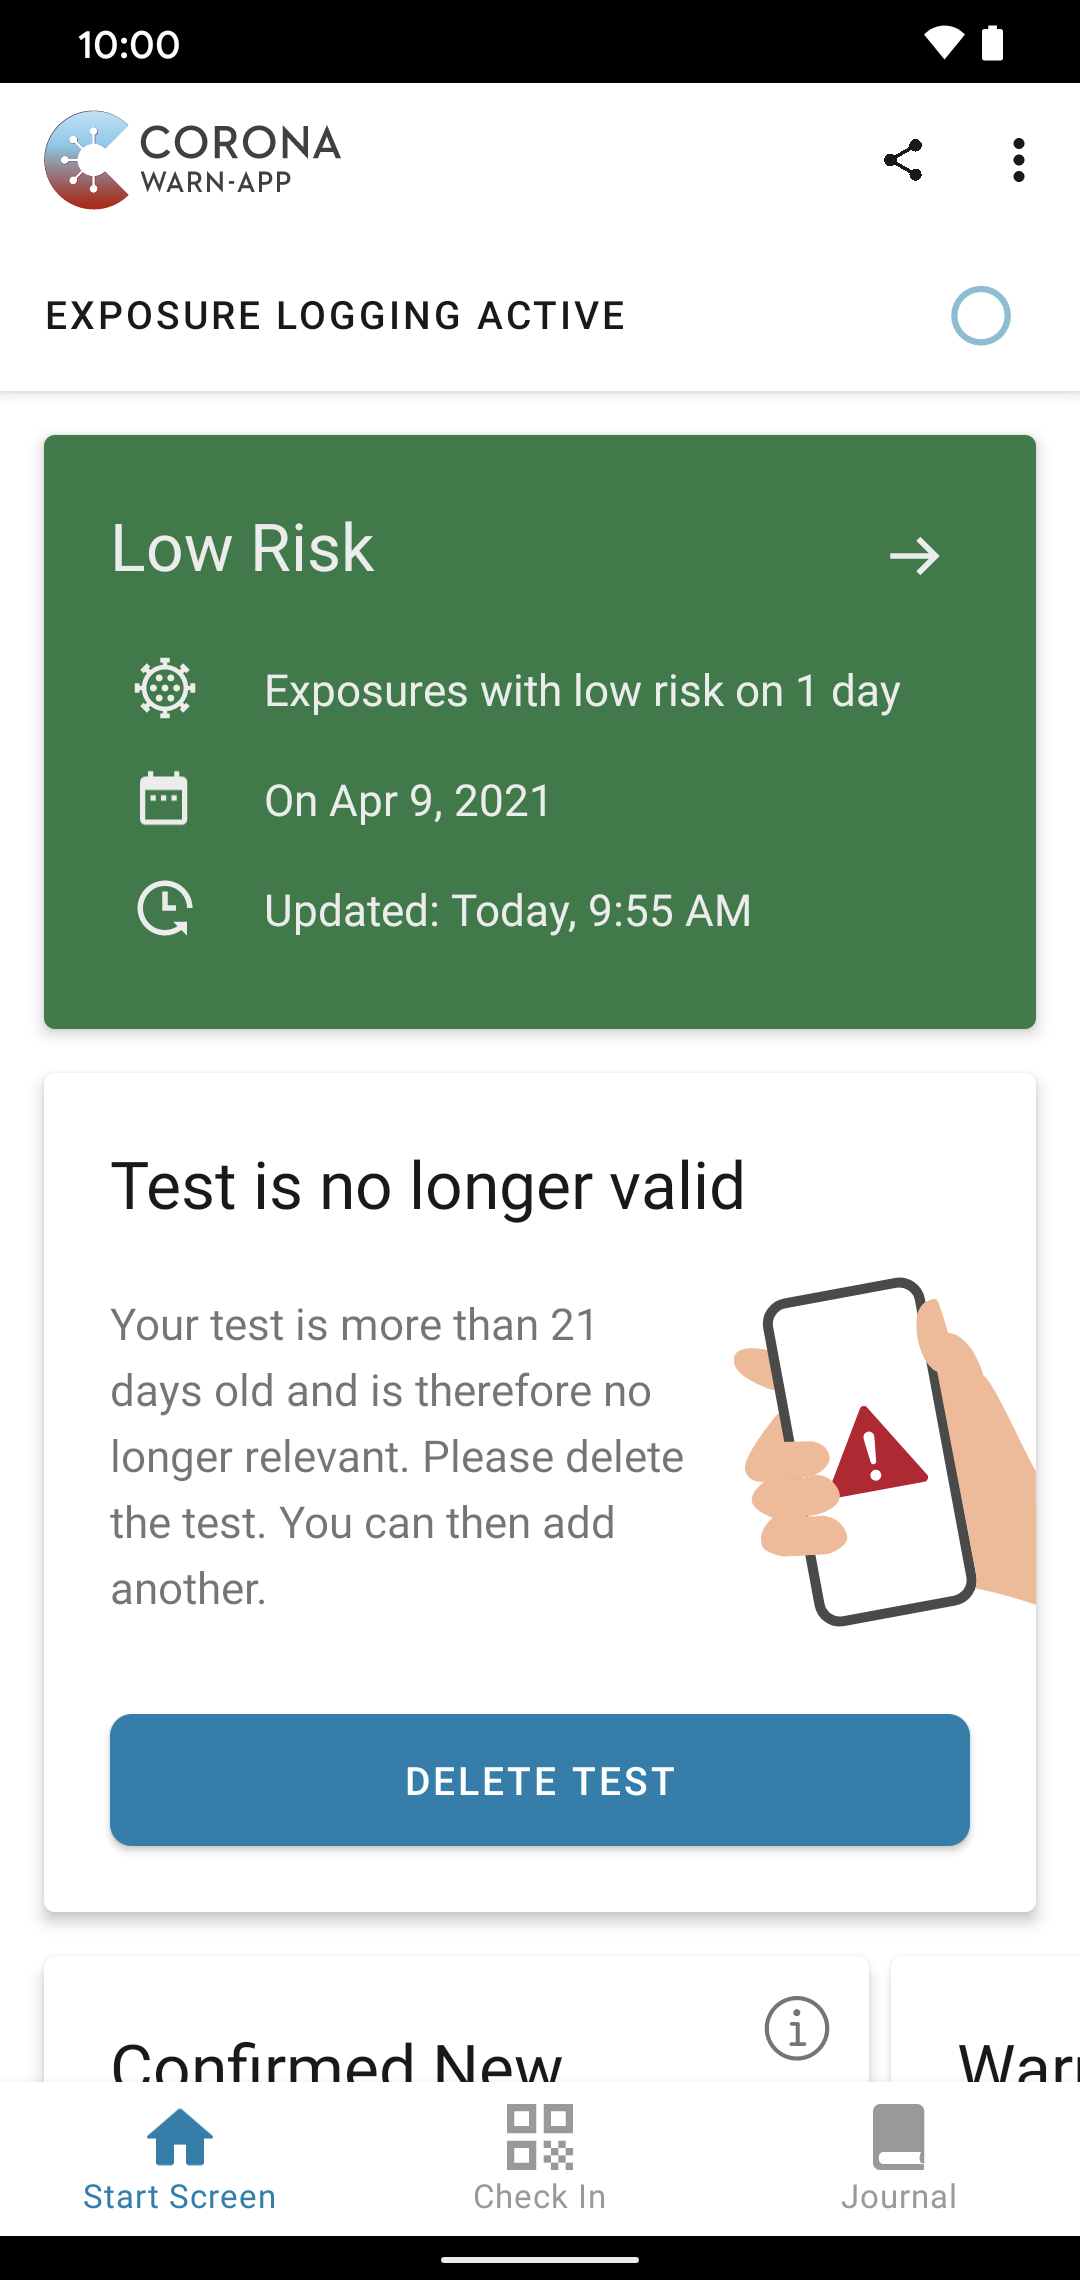 10:00
CORONA
WARN-APP
EXPOSURE LOGGING ACTIVE
Low Risk
Exposures with low risk on 1 day
On Apr 9, 2021
Updated: Today, 9:55 AM
Test is no longer valid
Your test is more than 21
days old and is therefore no
longer relevant. Please delete
the test. You can then add
another.
DELETE TEST
Confirmed New
Start Screen
Check In
Journal